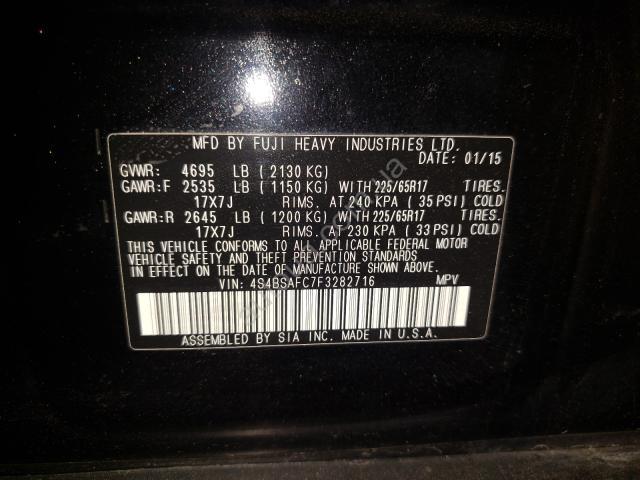 MFD BY FUJI HEAVY INDUSTRIES LTD.
DATE: 01/15
GVWR: 4695 LB (2130 KG)
GAWR:F 2535 LB (1150 KG) WITH 225/65R17 TIRES.
17X7J RIMS. AT 240 KPA (35 PSI) COLD
GAWR:R 2645 LB (1200 KG) WITH 225/65R17 TIRES.
17X7J RIMS. AT 230 KPA (33 PSI) COLD
THIS VEHICLE CONFORMS TO ALL APPLICABLE FEDERAL MOTOR
VEHICLE SAFETY AND THEFT PREVENTION STANDARDS
IN EFFECT ON THE DATE OF MANUFACTURE SHOWN ABOVE.
VIN: 4S4BSAFC7F3282716 MPV
ASSEMBLED BY SIA INC. MADE IN U.S.A.